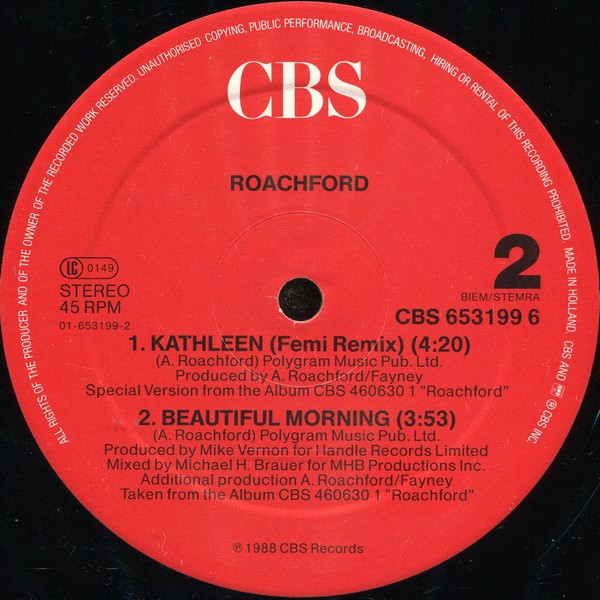 ALL RIGHTS OF THE PRODUCER AND OF THE OWNER OF THE RECORDED WORK RESERVED. UNAUTHORISED COPYING, PUBLIC PERFORMANCE, BROADCASTING, HIRING OR RENTAL OF THIS RECORDING PROHIBITED. MADE IN HOLLAND CBS AND ℗ CBS INC.
CBS
ROACHFORD
LC 0149
STEREO
45 RPM
01-653199-2
2
BIEM/STEMRA
CBS 653199 6
1. KATHLEEN (Femi Remix) (4:20)
(A. Roachford) Polygram Music Pub. Ltd.
Produced by A. Roachford/Fayney
Special Version from the Album CBS 460630 1 "Roachford"
2. BEAUTIFUL MORNING (3:53)
(A. Roachford) Polygram Music Pub. Ltd.
Produced by Mike Vernon for Handle Records Limited
Mixed by Michael H. Brauer for MHB Productions Inc.
Additional production A. Roachford/Fayney
Taken from the Album CBS 460630 1 "Roachford"
℗ 1988 CBS Records